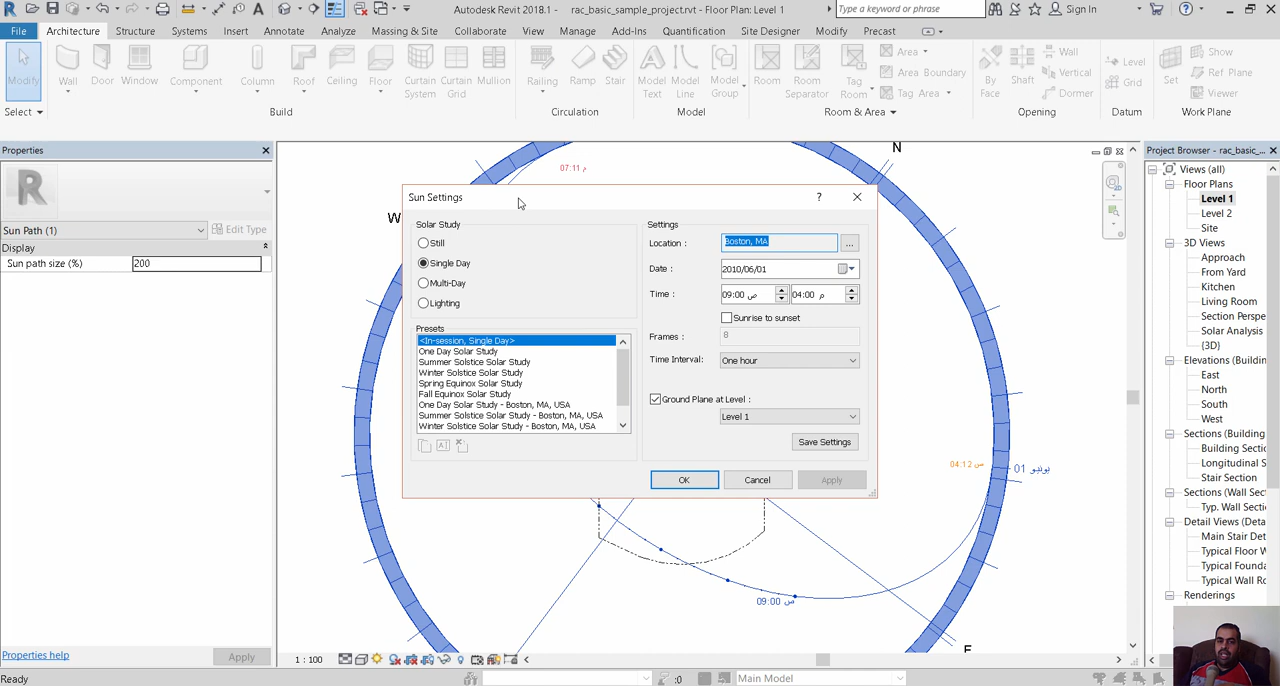 Autodesk Revit 2018.1 - rac_basic_sample_project.rvt - Floor Plan: Level 1
Type a keyword or phrase
Sign In
File
Architecture
Structure
Systems
Insert
Annotate
Analyze
Massing & Site
Collaborate
View
Manage
Add-Ins
Quantification
Site Designer
Modify
Precast
Modify
Wall
Door
Window
Component
Column
Roof
Ceiling
Floor
Curtain System
Curtain Grid
Mullion
Railing
Ramp
Stair
Model Text
Model Line
Model Group
Room
Room Separator
Tag Room
Area
Area Boundary
Tag Area
By Face
Shaft
Wall
Vertical
Dormer
Level
Grid
Set
Show
Ref Plane
Viewer
Select
Build
Circulation
Model
Room & Area
Opening
Datum
Work Plane
Properties
R
Sun Path (1)
Edit Type
Display
Sun path size (%)
200
Properties help
Apply
Ready
N
W
E
07:11 م
04:12 ص
01 يونيو
09:00 ص
Sun Settings
Solar Study
Still
Single Day
Multi-Day
Lighting
Presets
<In-session, Single Day>
One Day Solar Study
Summer Solstice Solar Study
Winter Solstice Solar Study
Spring Equinox Solar Study
Fall Equinox Solar Study
One Day Solar Study - Boston, MA, USA
Summer Solstice Solar Study - Boston, MA, USA
Winter Solstice Solar Study - Boston, MA, USA
Settings
Location :
Boston, MA
...
Date :
2010/06/01
Time :
09:00 ص
04:00 م
Sunrise to sunset
Frames :
8
Time Interval:
One hour
Ground Plane at Level :
Level 1
Save Settings
OK
Cancel
Apply
1 : 100
:0
Main Model
Project Browser - rac_basic_...
Views (all)
Floor Plans
Level 1
Level 2
Site
3D Views
Approach
From Yard
Kitchen
Living Room
Section Perspe
Solar Analysis
{3D}
Elevations (Building
East
North
South
West
Sections (Building
Building Section
Longitudinal S
Stair Section
Sections (Wall Sect
Typ. Wall Secti
Detail Views (Detai
Main Stair Det
Typical Floor W
Typical Founda
Typical Wall Ro
Renderings